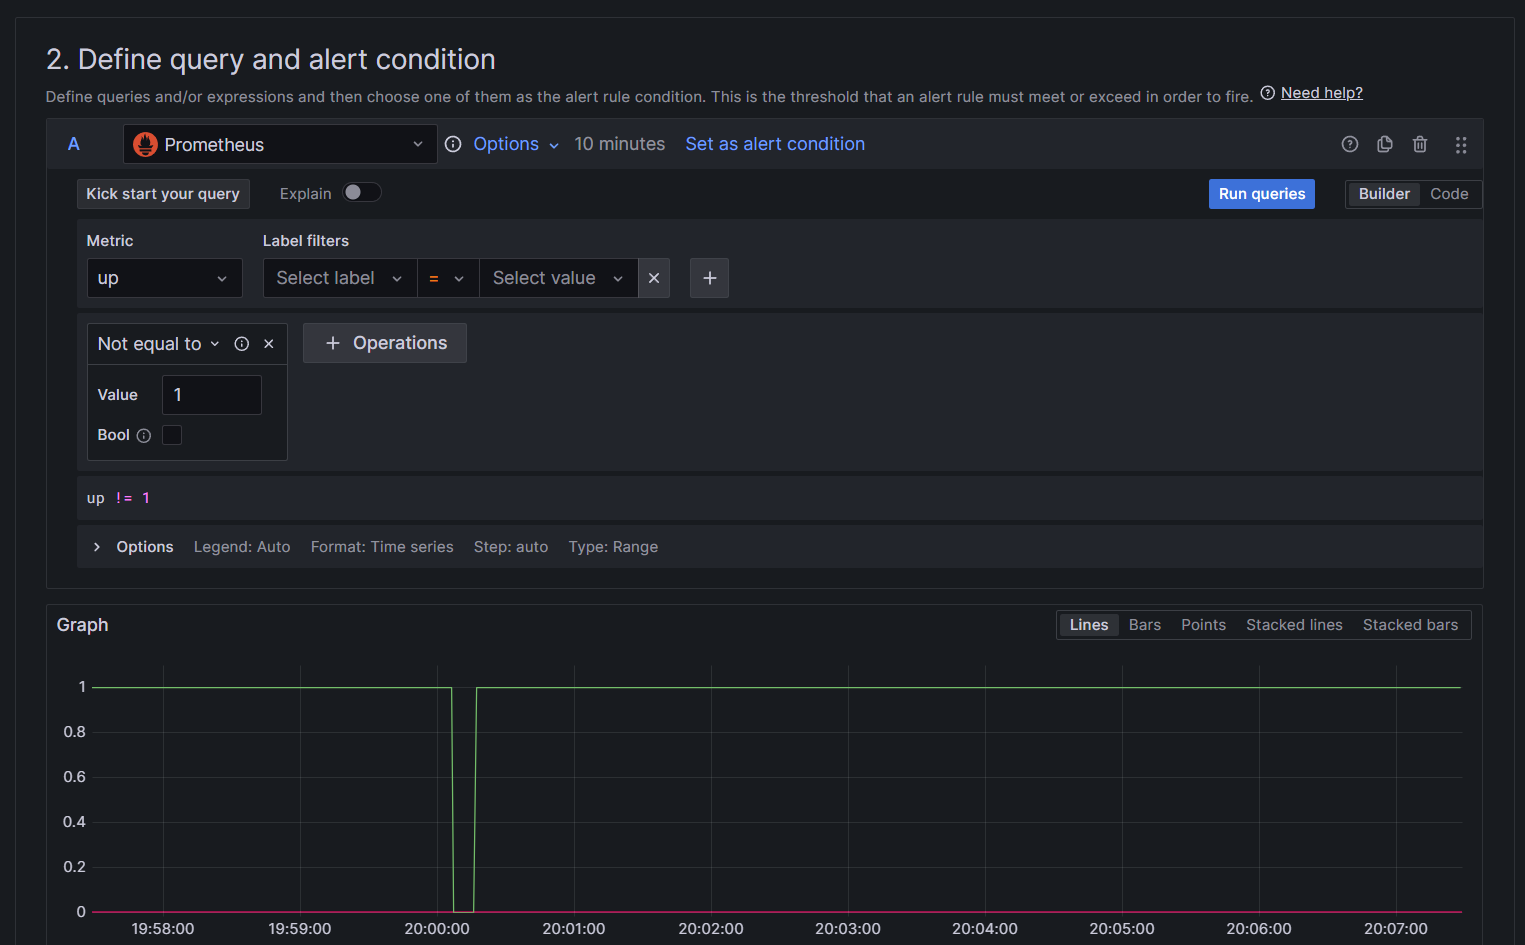 2. Define query and alert condition
Define queries and/or expressions and then choose one of them as the alert rule condition. This is the threshold that an alert rule must meet or exceed in order to fire. Need help?
A Prometheus Options 10 minutes Set as alert condition
Kick start your query Explain Run queries Builder Code
Metric Label filters
up Select label = Select value
Not equal to + Operations
Value 1
Bool
up != 1
Options Legend: Auto Format: Time series Step: auto Type: Range
Graph Lines Bars Points Stacked lines Stacked bars
1
0.8
0.6
0.4
0.2
0
19:58:00 19:59:00 20:00:00 20:01:00 20:02:00 20:03:00 20:04:00 20:05:00 20:06:00 20:07:00